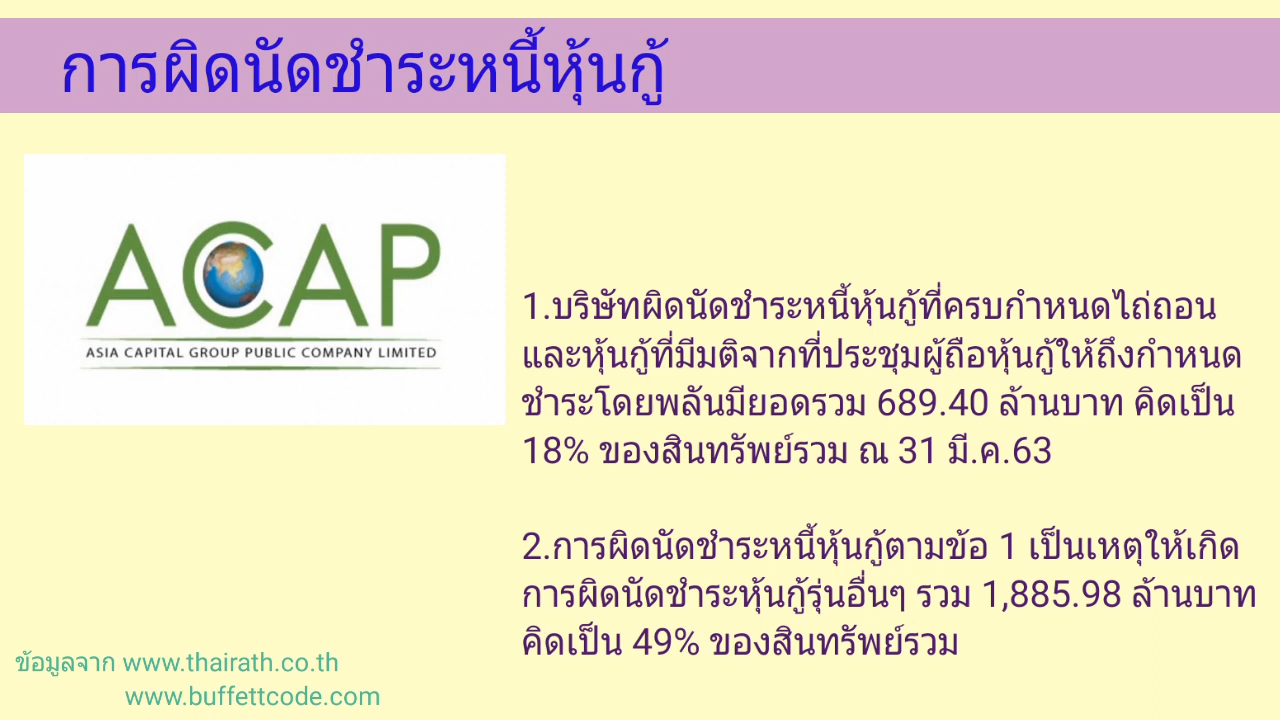 การผิดนัดชำระหนี้หุ้นกู้
ACAP
ASIA CAPITAL GROUP PUBLIC COMPANY LIMITED
1.บริษัทผิดนัดชำระหนี้หุ้นกู้ที่ครบกำหนดไถ่ถอน
และหุ้นกู้ที่มีมติจากที่ประชุมผู้ถือหุ้นกู้ให้ถึงกำหนด
ชำระโดยพลันมียอดรวม 689.40 ล้านบาท คิดเป็น
18% ของสินทรัพย์รวม ณ 31 มี.ค.63
2.การผิดนัดชำระหนี้หุ้นกู้ตามข้อ 1 เป็นเหตุให้เกิด
การผิดนัดชำระหุ้นกู้รุ่นอื่นๆ รวม 1,885.98 ล้านบาท
คิดเป็น 49% ของสินทรัพย์รวม
ข้อมูลจาก www.thairath.co.th
www.buffettcode.com